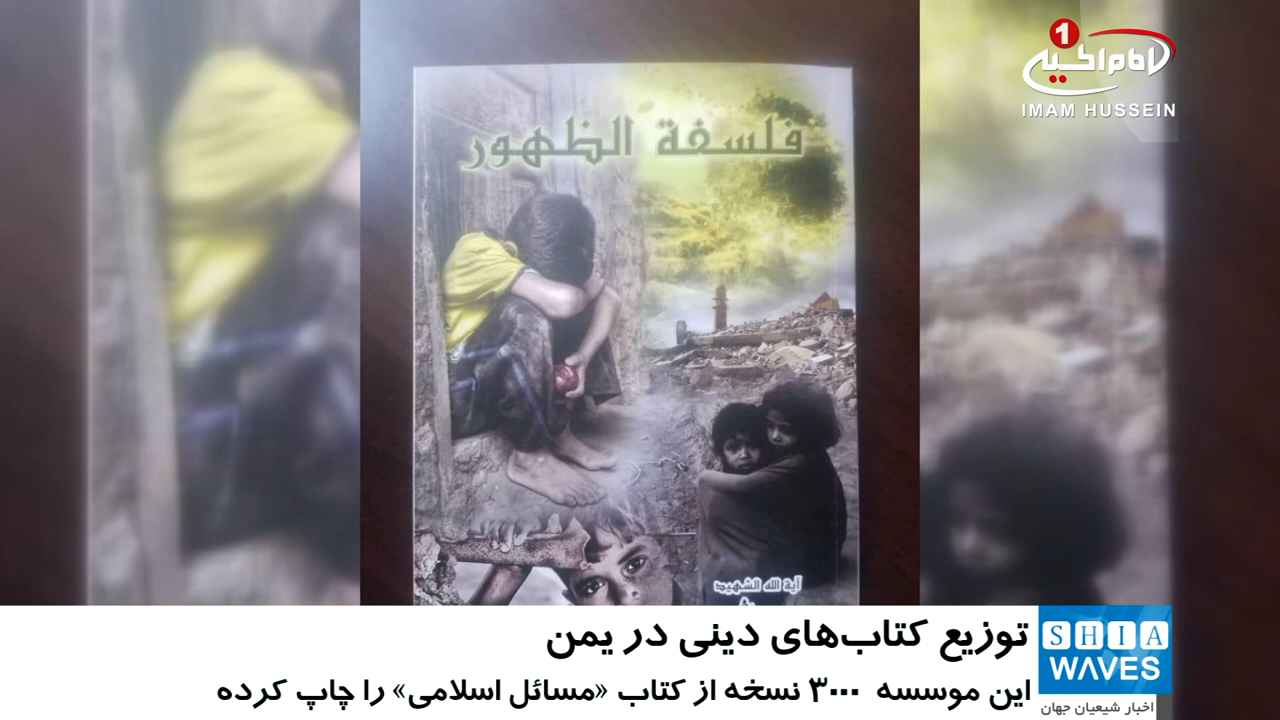 1
IMAM HUSSEIN
فلسفة الظهور
آية الله الشهيد
توزیع کتاب‌های دینی در یمن
این موسسه ۳۰۰۰ نسخه از کتاب «مسائل اسلامی» را چاپ کرده
SHIA
WAVES
اخبار شیعیان جهان